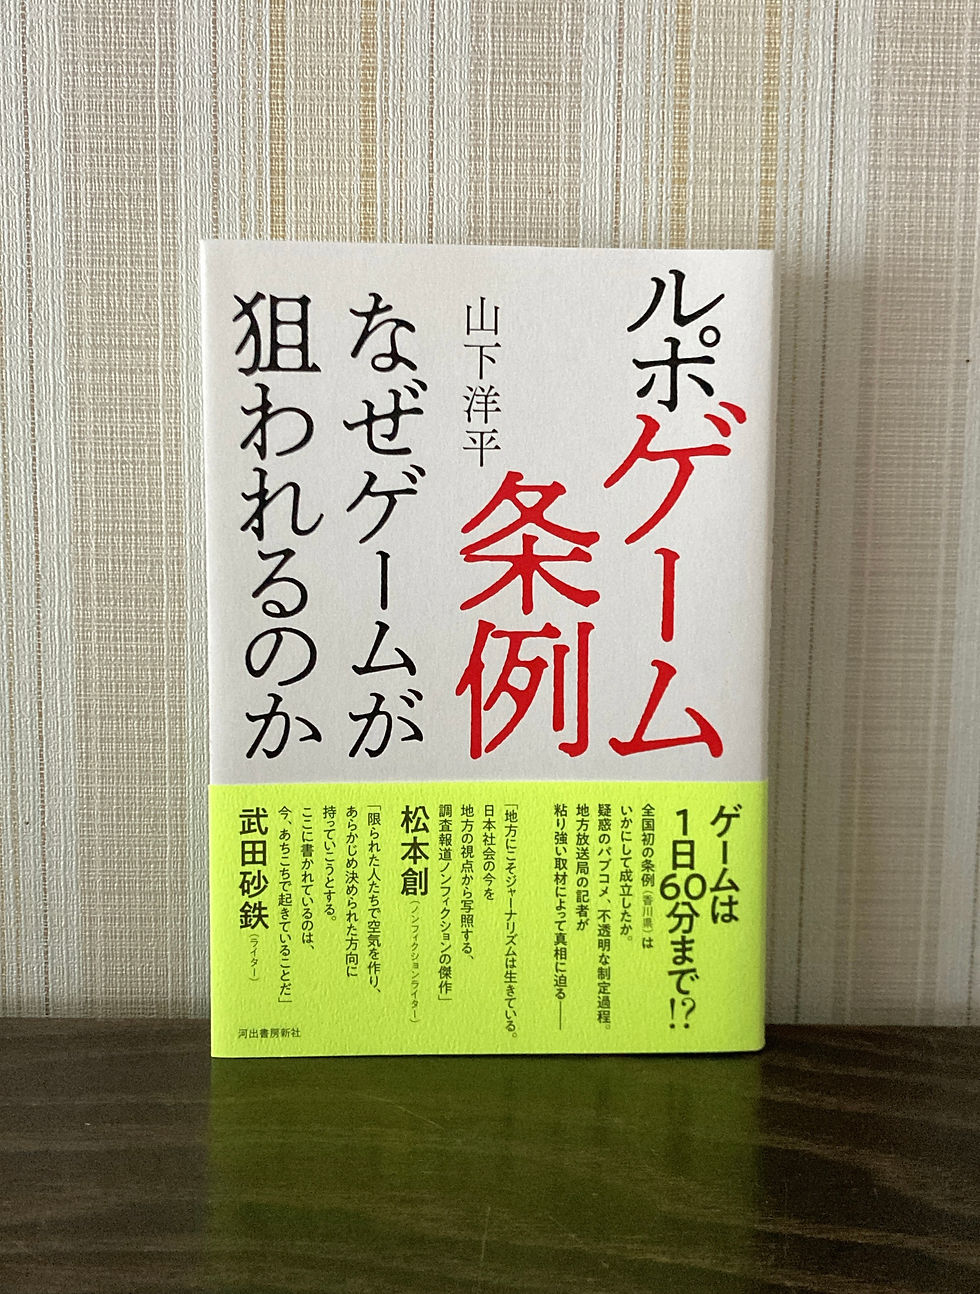 ルポ
ゲーム
条例
山下洋平
なぜゲームが
狙われるのか
ゲームは
1日60分まで!?
全国初の条例(香川県)は
いかにして成立したか。
疑惑のパブコメ、不透明な制定過程。
地方放送局の記者が
粘り強い取材によって真相に迫る――
「地方にこそジャーナリズムは生きている。
日本社会の今を
地方の視点から写照する、
調査報道ノンフィクションの傑作」
松本創(ノンフィクションライター)
「限られた人たちで空気を作り、
あらかじめ決められた方向に
持っていこうとする。
ここに書かれているのは、
今、あちこちで起きていることだ」
武田砂鉄(ライター)
河出書房新社